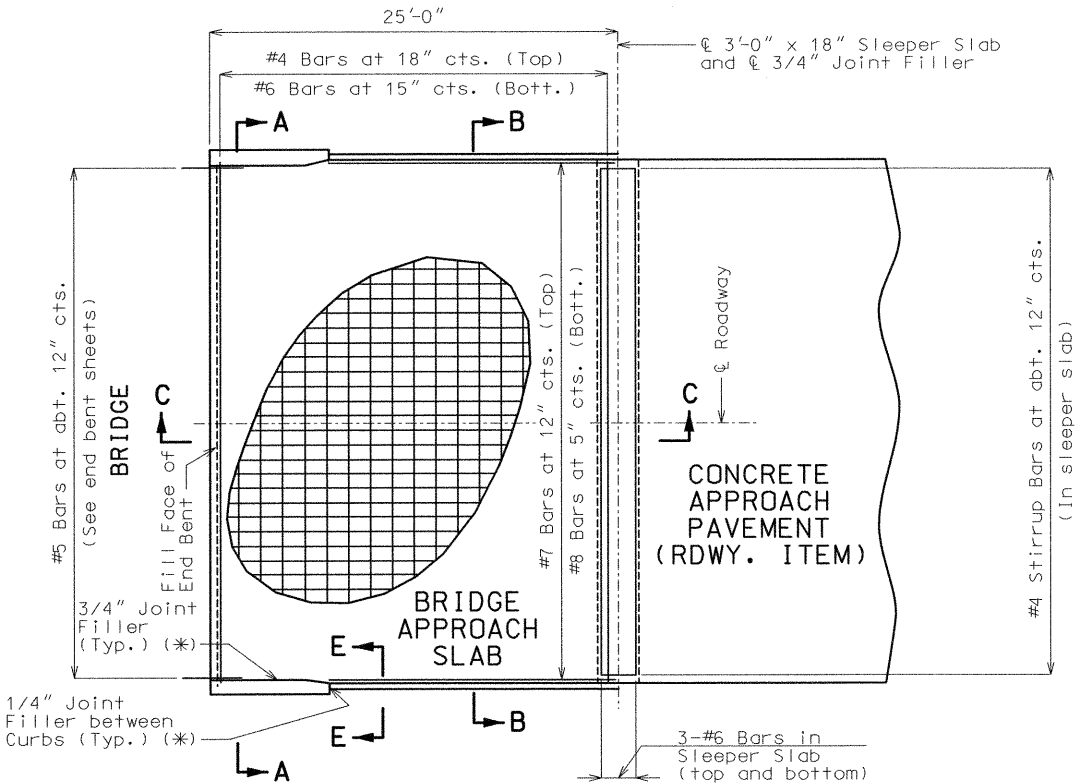 25'-0"
℄ 3'-0" x 18" Sleeper Slab
and ℄ 3/4" Joint Filler
#4 Bars at 18" cts. (Top)
#6 Bars at 15" cts. (Bott.)
A
B
#5 Bars at abt. 12" cts.
(See end bent sheets)
BRIDGE
C
Fill Face of
End Bent
#7 Bars at 12" cts. (Top)
#8 Bars at 5" cts. (Bott.)
℄ Roadway
C
CONCRETE
APPROACH
PAVEMENT
(RDWY. ITEM)
#4 Stirrup Bars at abt. 12" cts.
(In sleeper slab)
BRIDGE
APPROACH
SLAB
3/4" Joint
Filler
(Typ.) (*)
E
1/4" Joint
Filler between
Curbs (Typ.) (*)
E
B
A
3-#6 Bars in
Sleeper Slab
(top and bottom)